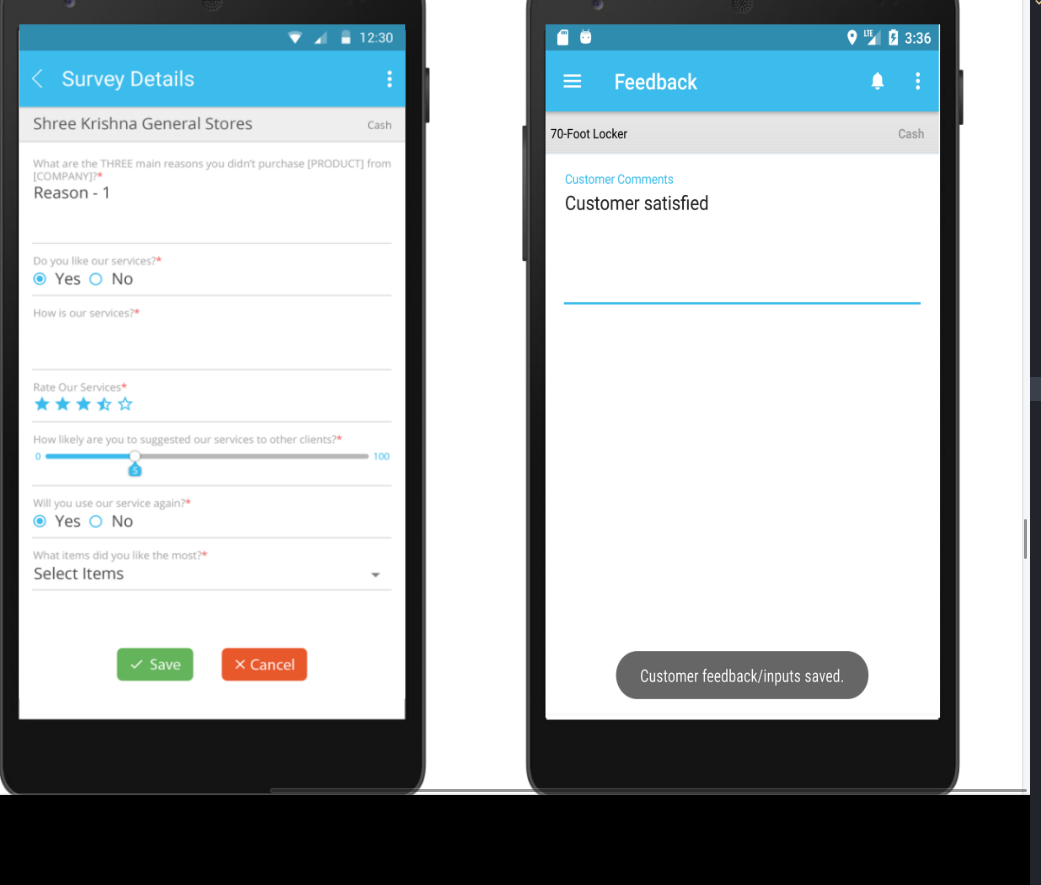 12:30
Survey Details
Shree Krishna General Stores Cash
What are the THREE main reasons you didn't purchase [PRODUCT] from
[COMPANY]?*
Reason - 1
Do you like our services?*
Yes No
How is our services?*
Rate Our Services*
How likely are you to suggested our services to other clients?*
0 100
5
Will you use our service again?*
Yes No
What items did you like the most?*
Select Items
Save Cancel
LTE 3:36
Feedback
70-Foot Locker Cash
Customer Comments
Customer satisfied
Customer feedback/inputs saved.